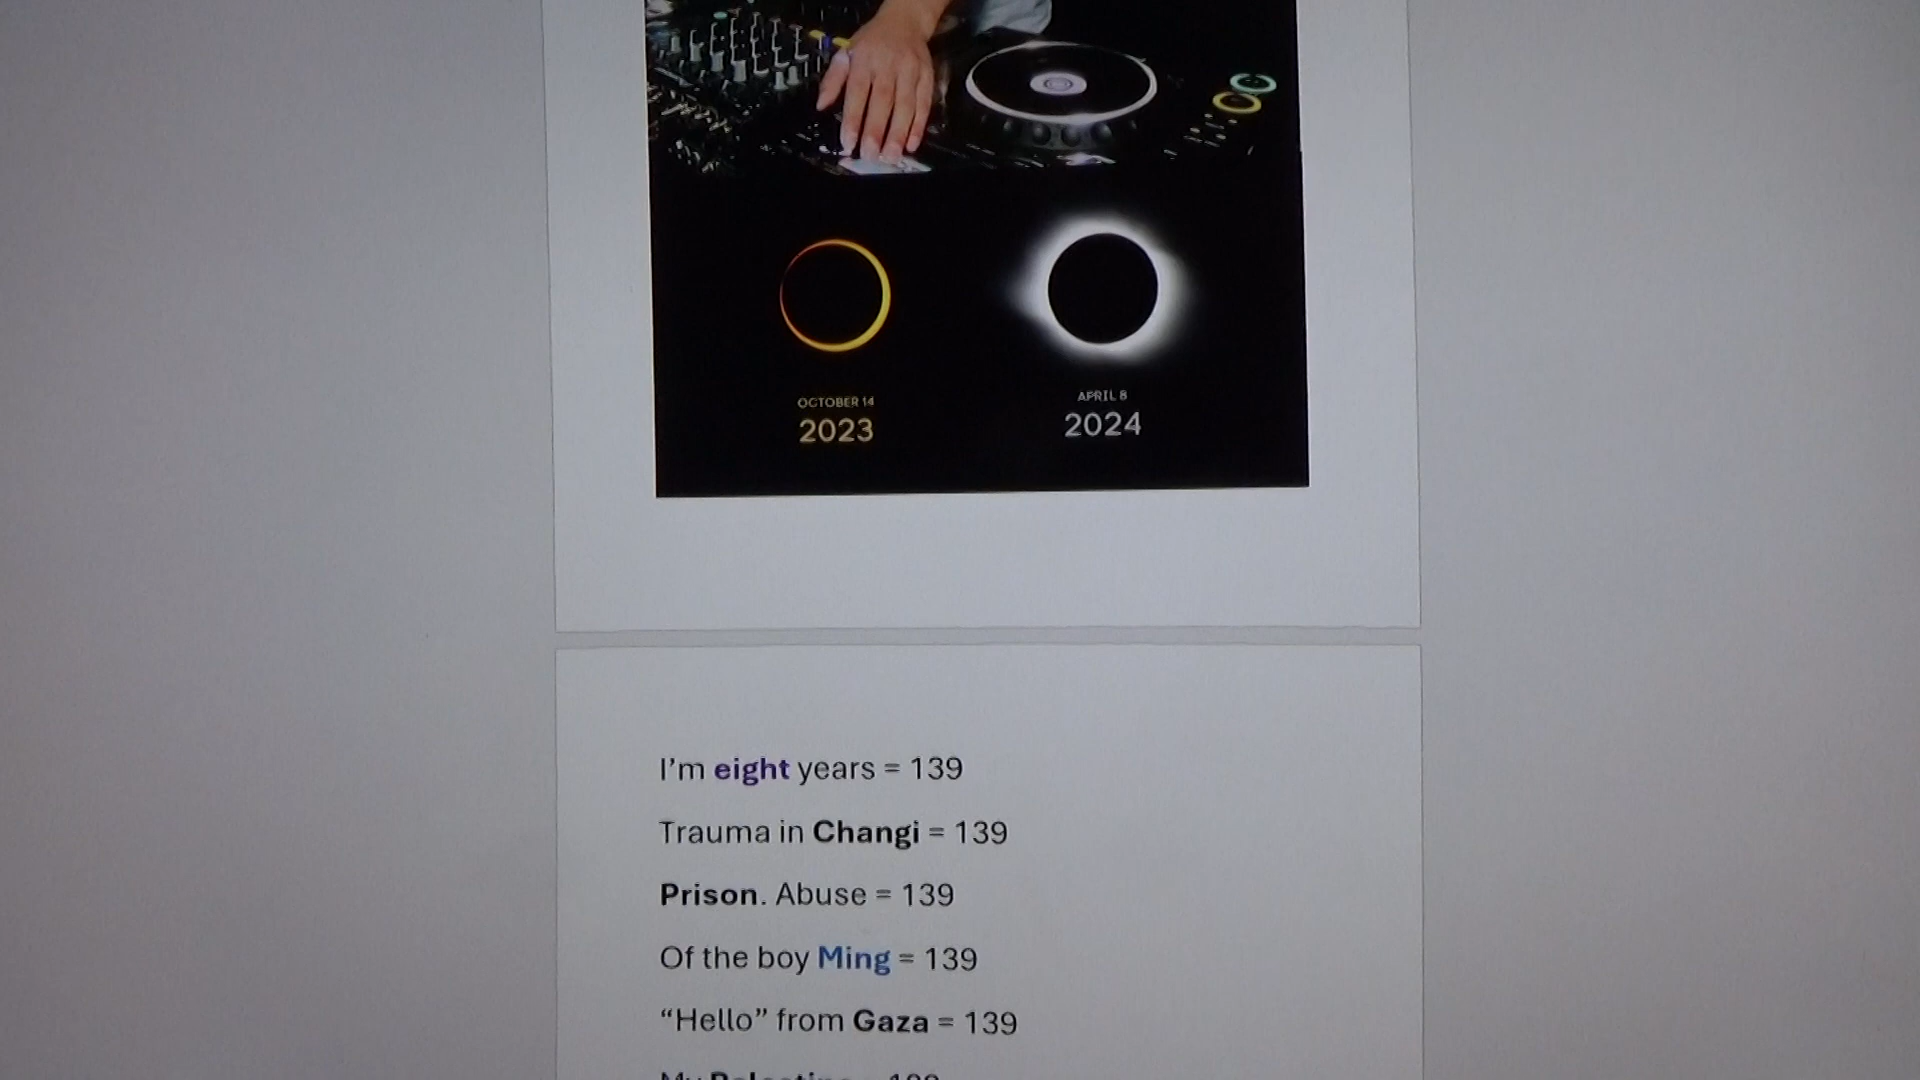 OCTOBER 14
2023
APRIL 8
2024
I'm eight years = 139
Trauma in Changi = 139
Prison. Abuse = 139
Of the boy Ming = 139
“Hello” from Gaza = 139
My